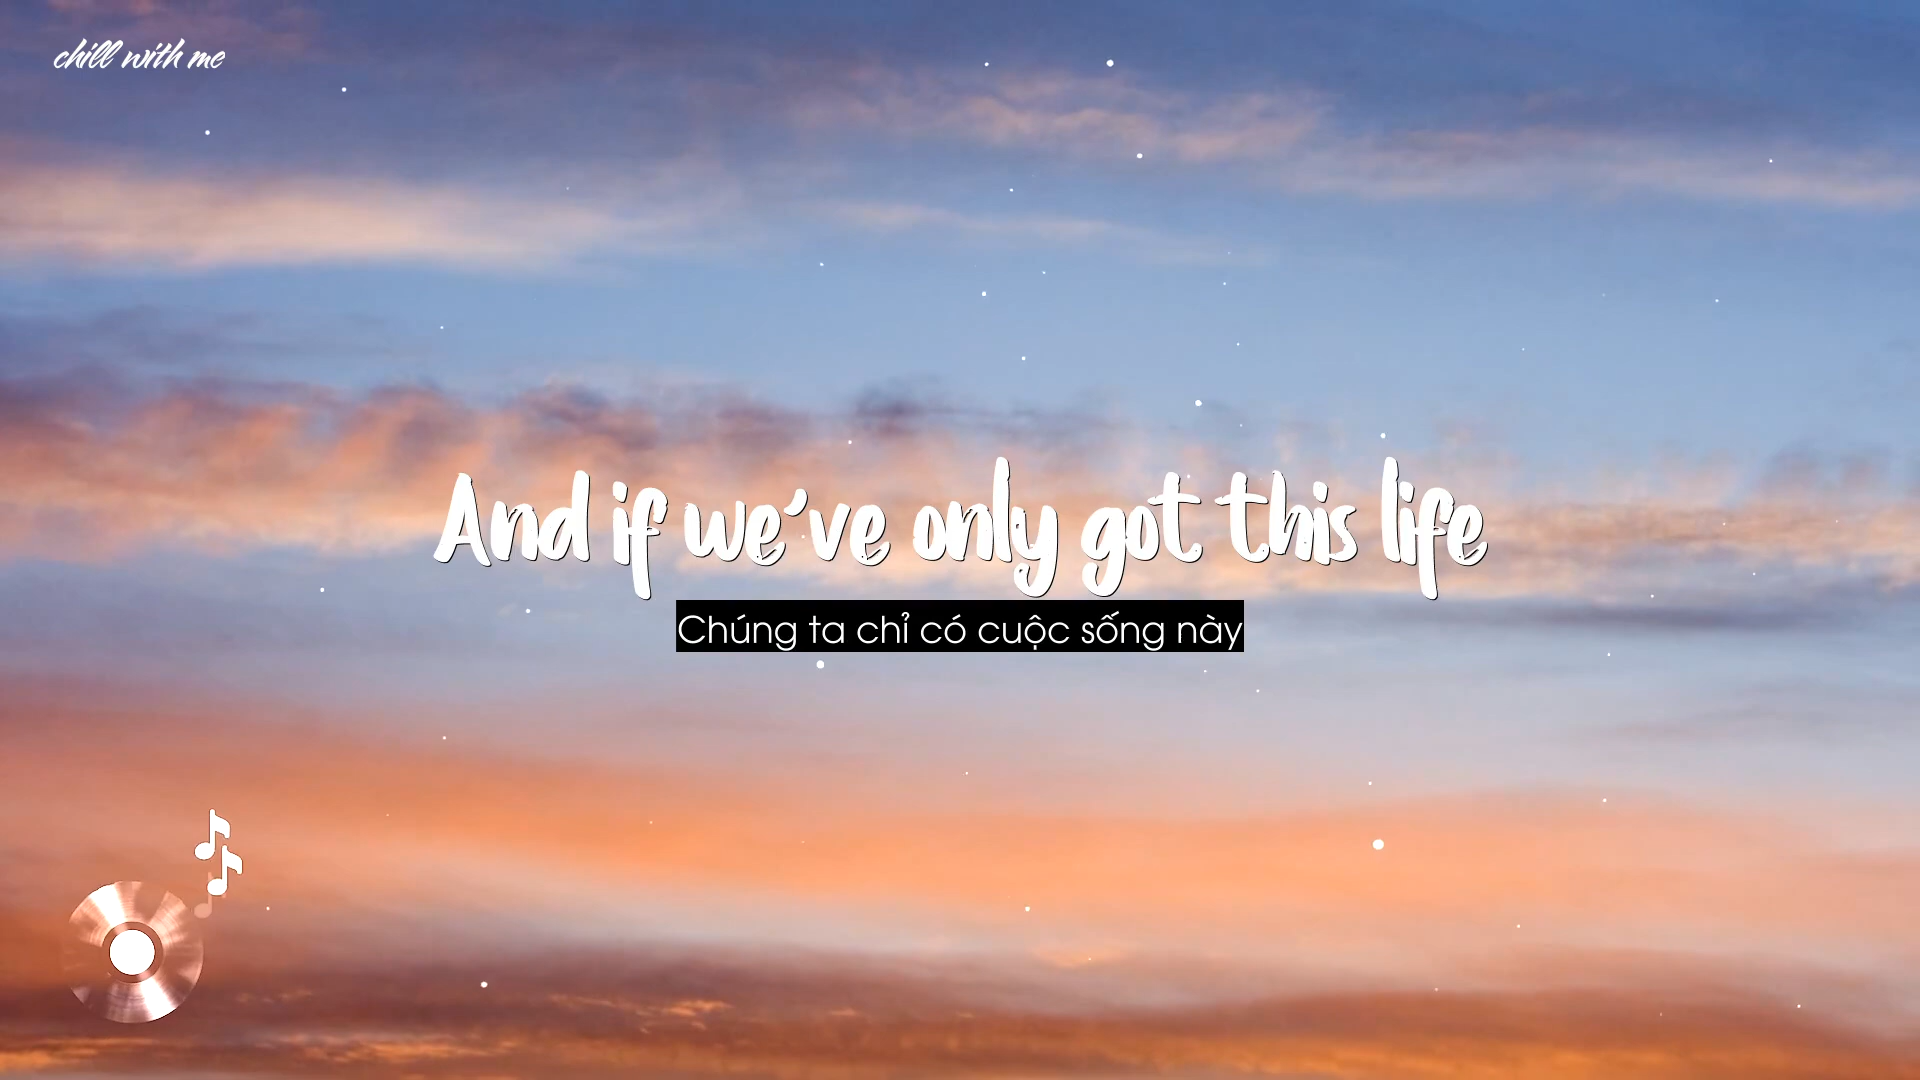 chill with me
And if we've only got this life
Chúng ta chỉ có cuộc sống này